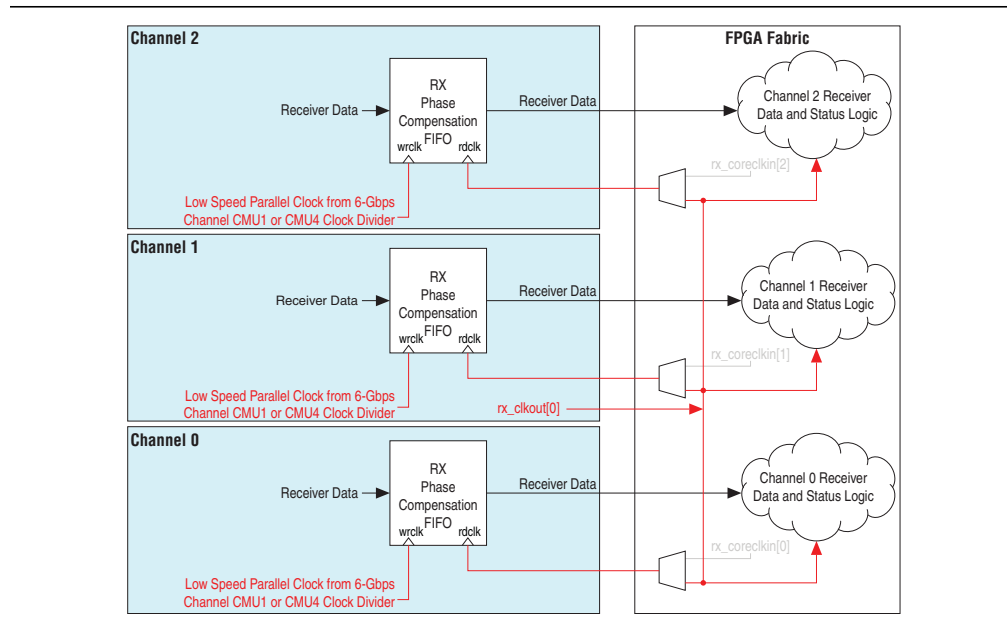 Channel 2
FPGA Fabric
RX
Phase
Compensation
FIFO
wrclk
rdclk
Receiver Data
Receiver Data
Channel 2 Receiver
Data and Status Logic
rx_coreclkin[2]
Low Speed Parallel Clock from 6-Gbps
Channel CMU1 or CMU4 Clock Divider
Channel 1
RX
Phase
Compensation
FIFO
wrclk
rdclk
Receiver Data
Receiver Data
Channel 1 Receiver
Data and Status Logic
rx_coreclkin[1]
Low Speed Parallel Clock from 6-Gbps
Channel CMU1 or CMU4 Clock Divider
rx_clkout[0]
Channel 0
RX
Phase
Compensation
FIFO
wrclk
rdclk
Receiver Data
Receiver Data
Channel 0 Receiver
Data and Status Logic
rx_coreclkin[0]
Low Speed Parallel Clock from 6-Gbps
Channel CMU1 or CMU4 Clock Divider